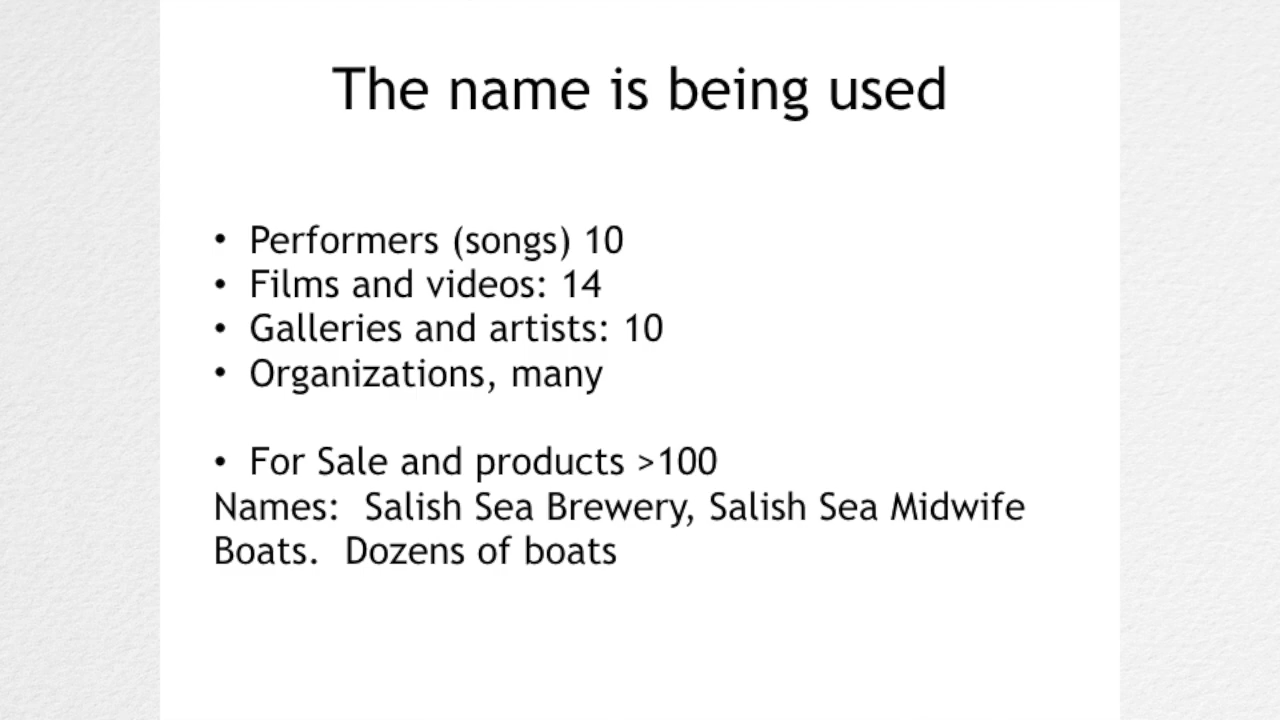 The name is being used
• Performers (songs) 10
• Films and videos: 14
• Galleries and artists: 10
• Organizations, many
• For Sale and products >100
Names:  Salish Sea Brewery, Salish Sea Midwife
Boats.  Dozens of boats